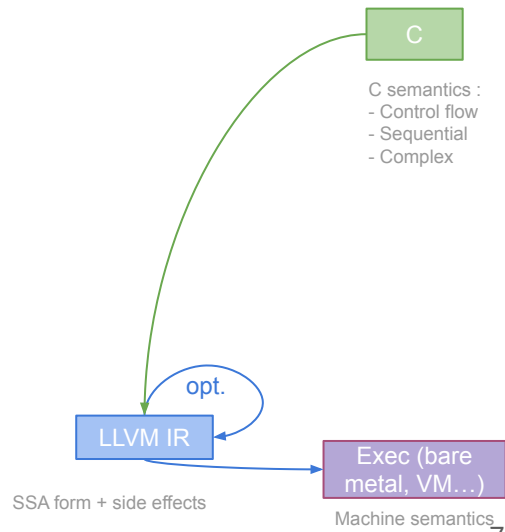 C
C semantics :
- Control flow
- Sequential
- Complex
opt.
LLVM IR
Exec (bare
metal, VM...)
SSA form + side effects
Machine semantics
7